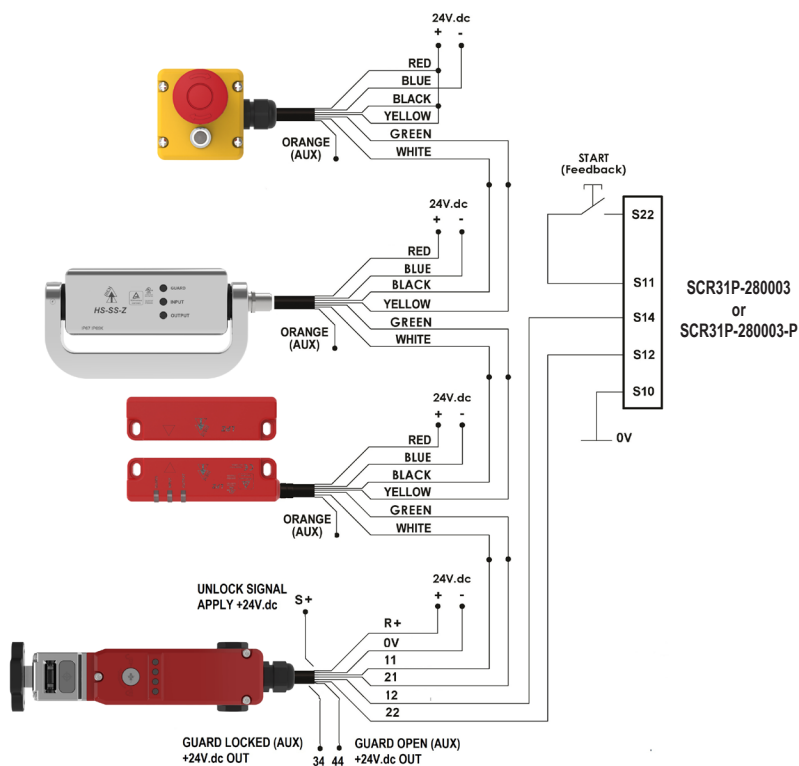 24V.dc
+ -
RED
BLUE
BLACK
YELLOW
GREEN
WHITE
ORANGE
(AUX)
START
(Feedback)
S22
S11
S14
S12
S10
0V
SCR31P-280003
or
SCR31P-280003-P
24V.dc
+ -
RED
BLUE
BLACK
YELLOW
GREEN
WHITE
ORANGE
(AUX)
HS-SS-Z
GUARD
INPUT
OUTPUT
24V.dc
+ -
RED
BLUE
BLACK
YELLOW
GREEN
WHITE
ORANGE
(AUX)
24V.dc
+ -
UNLOCK SIGNAL
APPLY +24V.dc
S+
R+
0V
11
21
12
22
GUARD LOCKED (AUX)
+24V.dc OUT
34
44
GUARD OPEN (AUX)
+24V.dc OUT